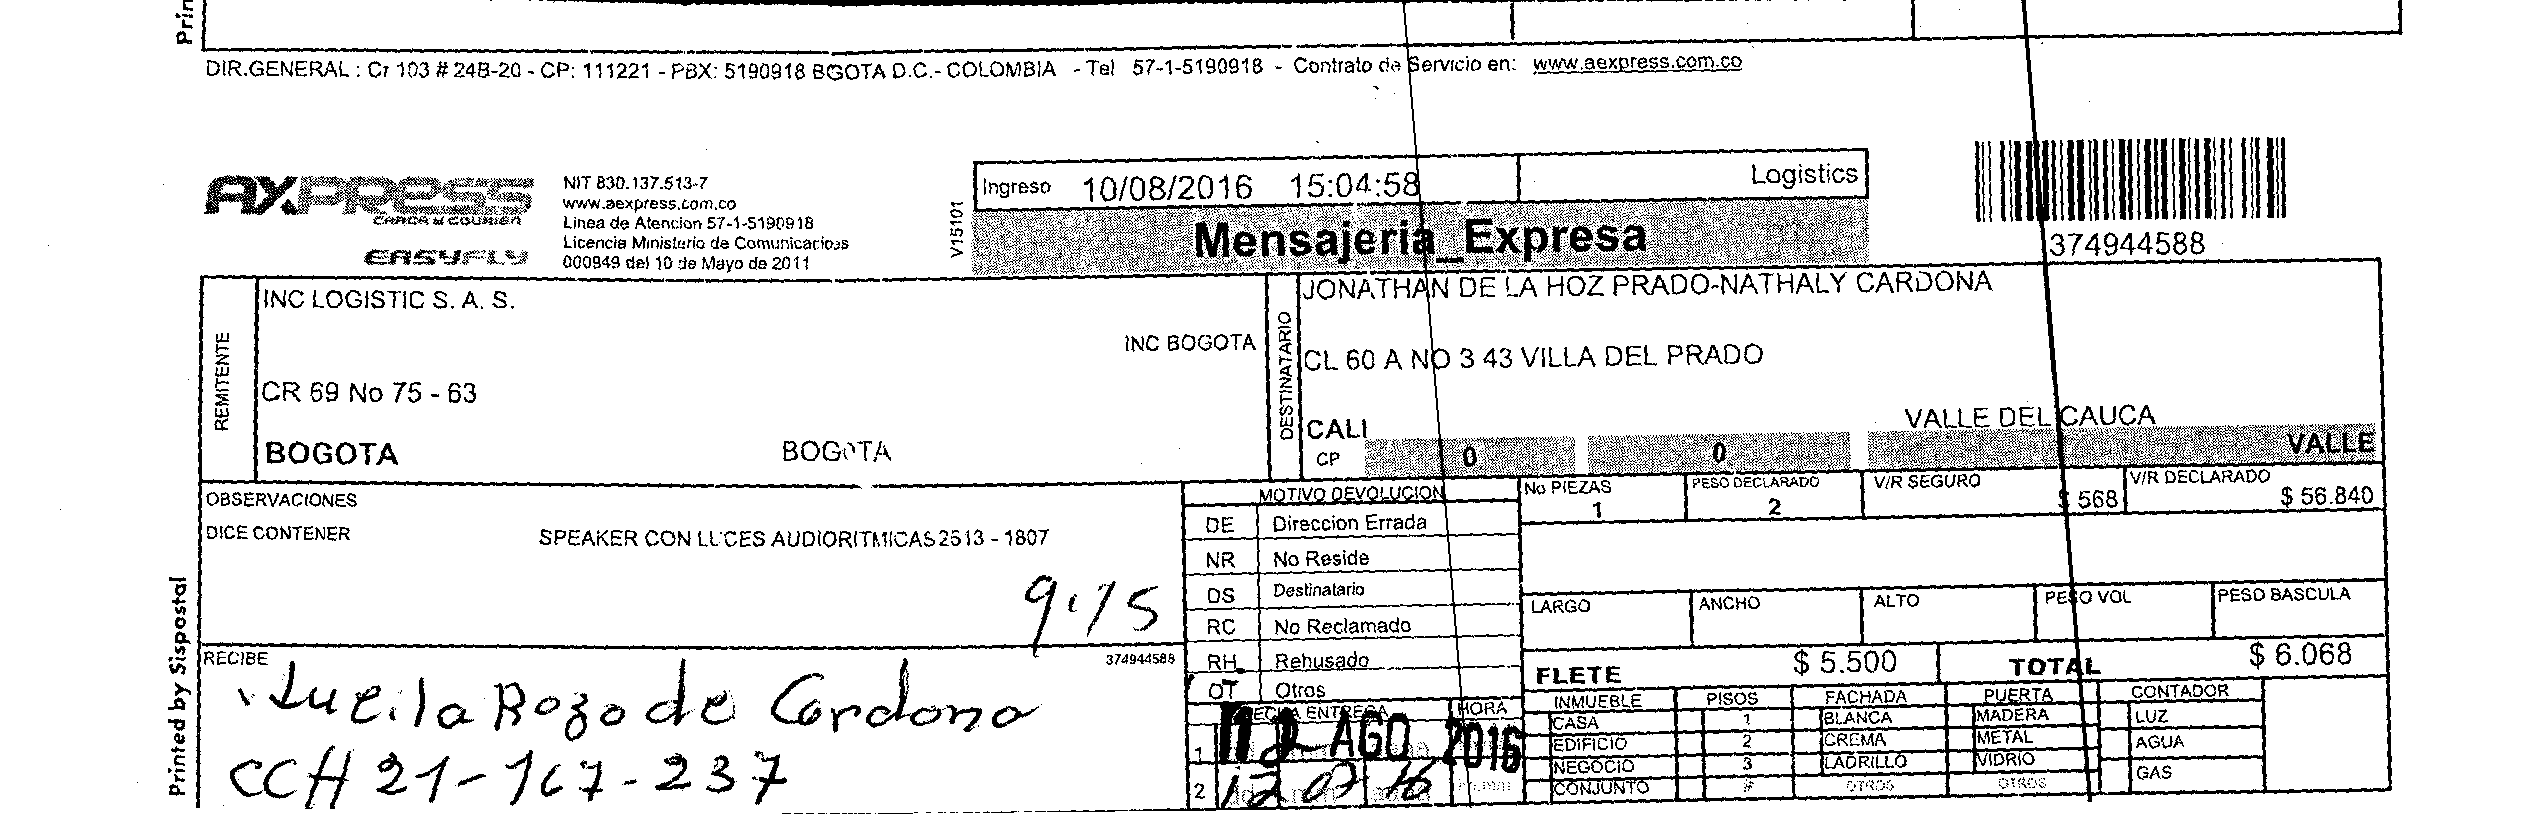 Prin
DIR.GENERAL : Cr 103 # 24B-20 - CP: 111221 - PBX: 5190918 BGOTA D.C.- COLOMBIA - Tel 57-1-5190918 - Contrato de Servicio en: www.aexpress.com.co
AXPRESS
CARGA & COURIER
EASYFLY
NIT 830.137.513-7
www.aexpress.com.co
Linea de Atencion 57-1-5190918
Licencia Ministerio de Comunicacioes
000949 del 10 de Mayo de 2011
V15101
Ingreso 10/08/2016 15:04:58 Logistics
Mensajeria_Expresa
374944588
REMITENTE
INC LOGISTIC S. A. S.
INC BOGOTA
CR 69 No 75 - 63
BOGOTA BOGOTA
DESTINATARIO
JONATHAN DE LA HOZ PRADO-NATHALY CARDONA
CL 60 A NO 3 43 VILLA DEL PRADO
CALI VALLE DEL CAUCA
CP 0 0 VALLE
OBSERVACIONES
DICE CONTENER SPEAKER CON LUCES AUDIORITMICAS2513 - 1807
9:15
MOTIVO DEVOLUCION
DE Direccion Errada
NR No Reside
DS Destinatario
RC No Reclamado
RH Rehusado
OT Otros
No PIEZAS 1
PESO DECLARADO 2
V/R SEGURO $ 568
V/R DECLARADO $ 56.840
LARGO ANCHO ALTO PESO VOL PESO BASCULA
FLETE $ 5.500 TOTAL $ 6.068
Printed by Sispostal
RECIBE 374944588
Rozo de Cardona
21-167-237
FECHA ENTREGA HORA
1 AGO 2016
2 12 16
INMUEBLE PISOS FACHADA PUERTA CONTADOR
CASA 1 BLANCA MADERA LUZ
EDIFICIO 2 CREMA METAL AGUA
NEGOCIO 3 LADRILLO VIDRIO GAS
CONJUNTO # OTROS OTROS